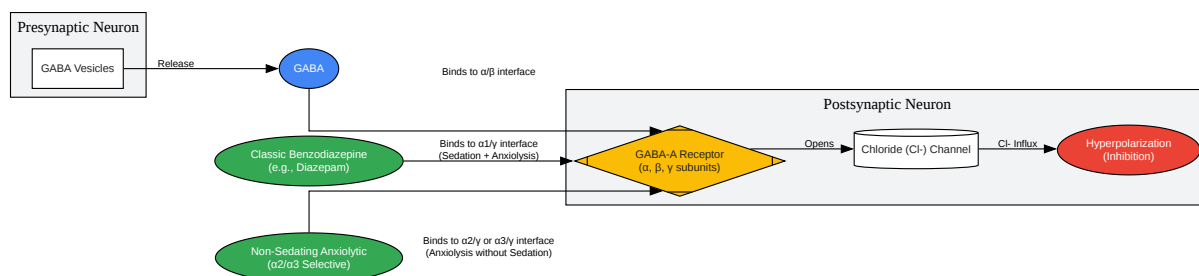 Presynaptic Neuron
GABA Vesicles
Release
GABA
Binds to α/β interface
Postsynaptic Neuron
Classic Benzodiazepine
(e.g., Diazepam)
Binds to α1/γ interface
(Sedation + Anxiolysis)
GABA-A Receptor
(α, β, γ subunits)
Opens
Chloride (Cl-) Channel
Cl- Influx
Hyperpolarization
(Inhibition)
Non-Sedating Anxiolytic
(α2/α3 Selective)
Binds to α2/γ or α3/γ interface
(Anxiolysis without Sedation)